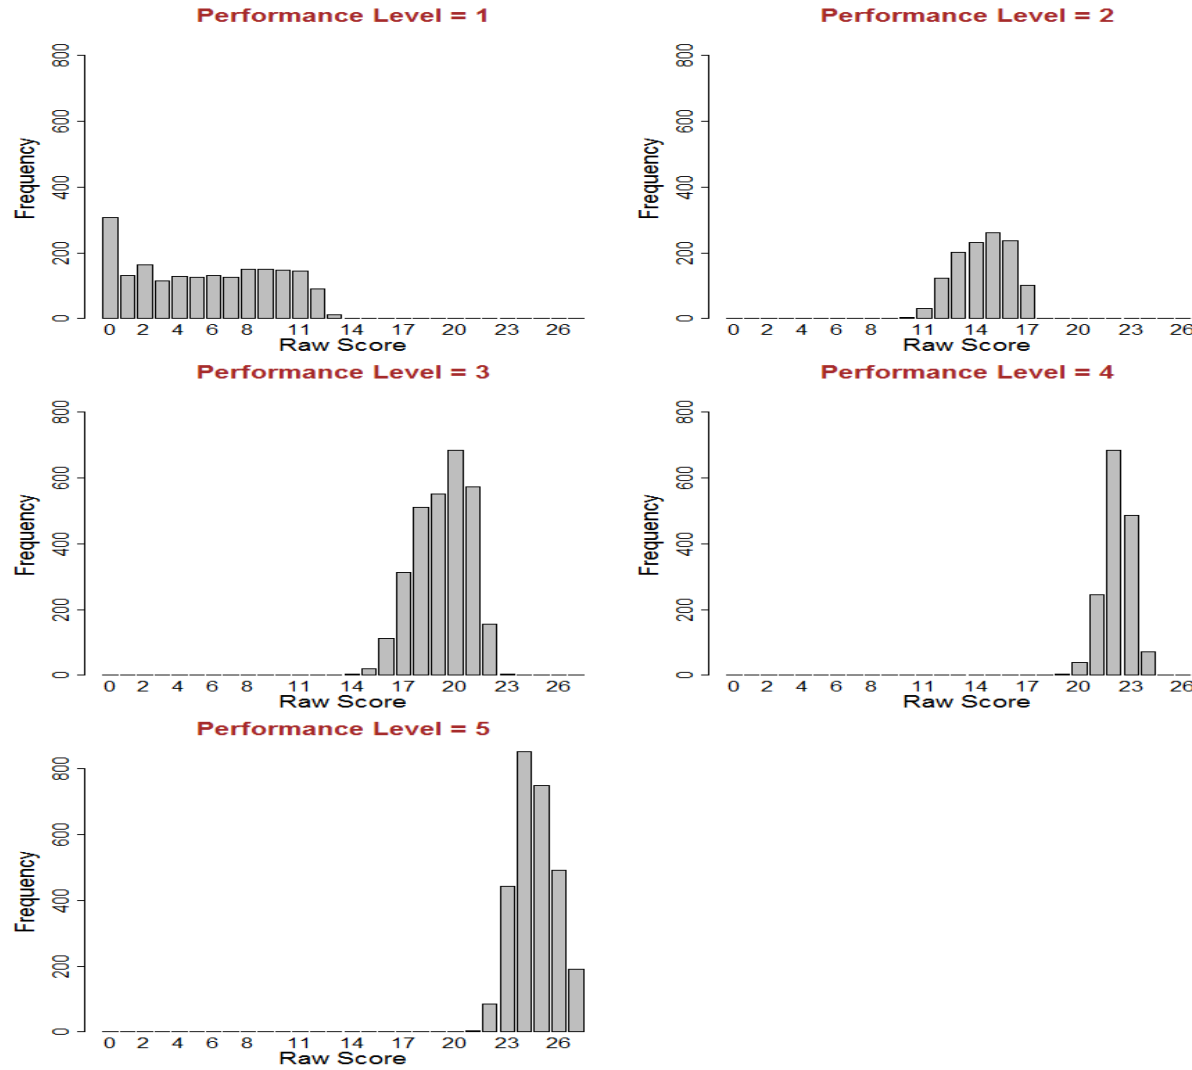 Performance Level = 1
Frequency
800
600
400
200
0
0 2 4 6 8 11 14 17 20 23 26
Raw Score
Performance Level = 2
Frequency
800
600
400
200
0
0 2 4 6 8 11 14 17 20 23 26
Raw Score
Performance Level = 3
Frequency
800
600
400
200
0
0 2 4 6 8 11 14 17 20 23 26
Raw Score
Performance Level = 4
Frequency
800
600
400
200
0
0 2 4 6 8 11 14 17 20 23 26
Raw Score
Performance Level = 5
Frequency
800
600
400
200
0
0 2 4 6 8 11 14 17 20 23 26
Raw Score